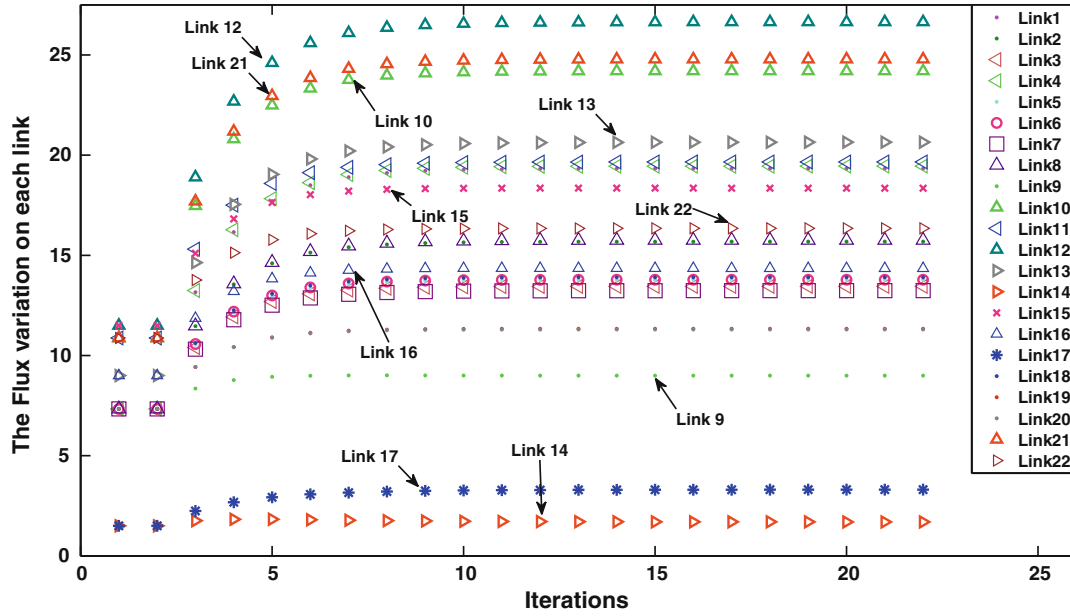 The Flux variation on each link
25
20
15
10
5
0
0
5
10
15
20
25
Iterations
Link 12
Link 21
Link 10
Link 13
Link 15
Link 22
Link 16
Link 9
Link 17
Link 14
Link1
Link2
Link3
Link4
Link5
Link6
Link7
Link8
Link9
Link10
Link11
Link12
Link13
Link14
Link15
Link16
Link17
Link18
Link19
Link20
Link21
Link22